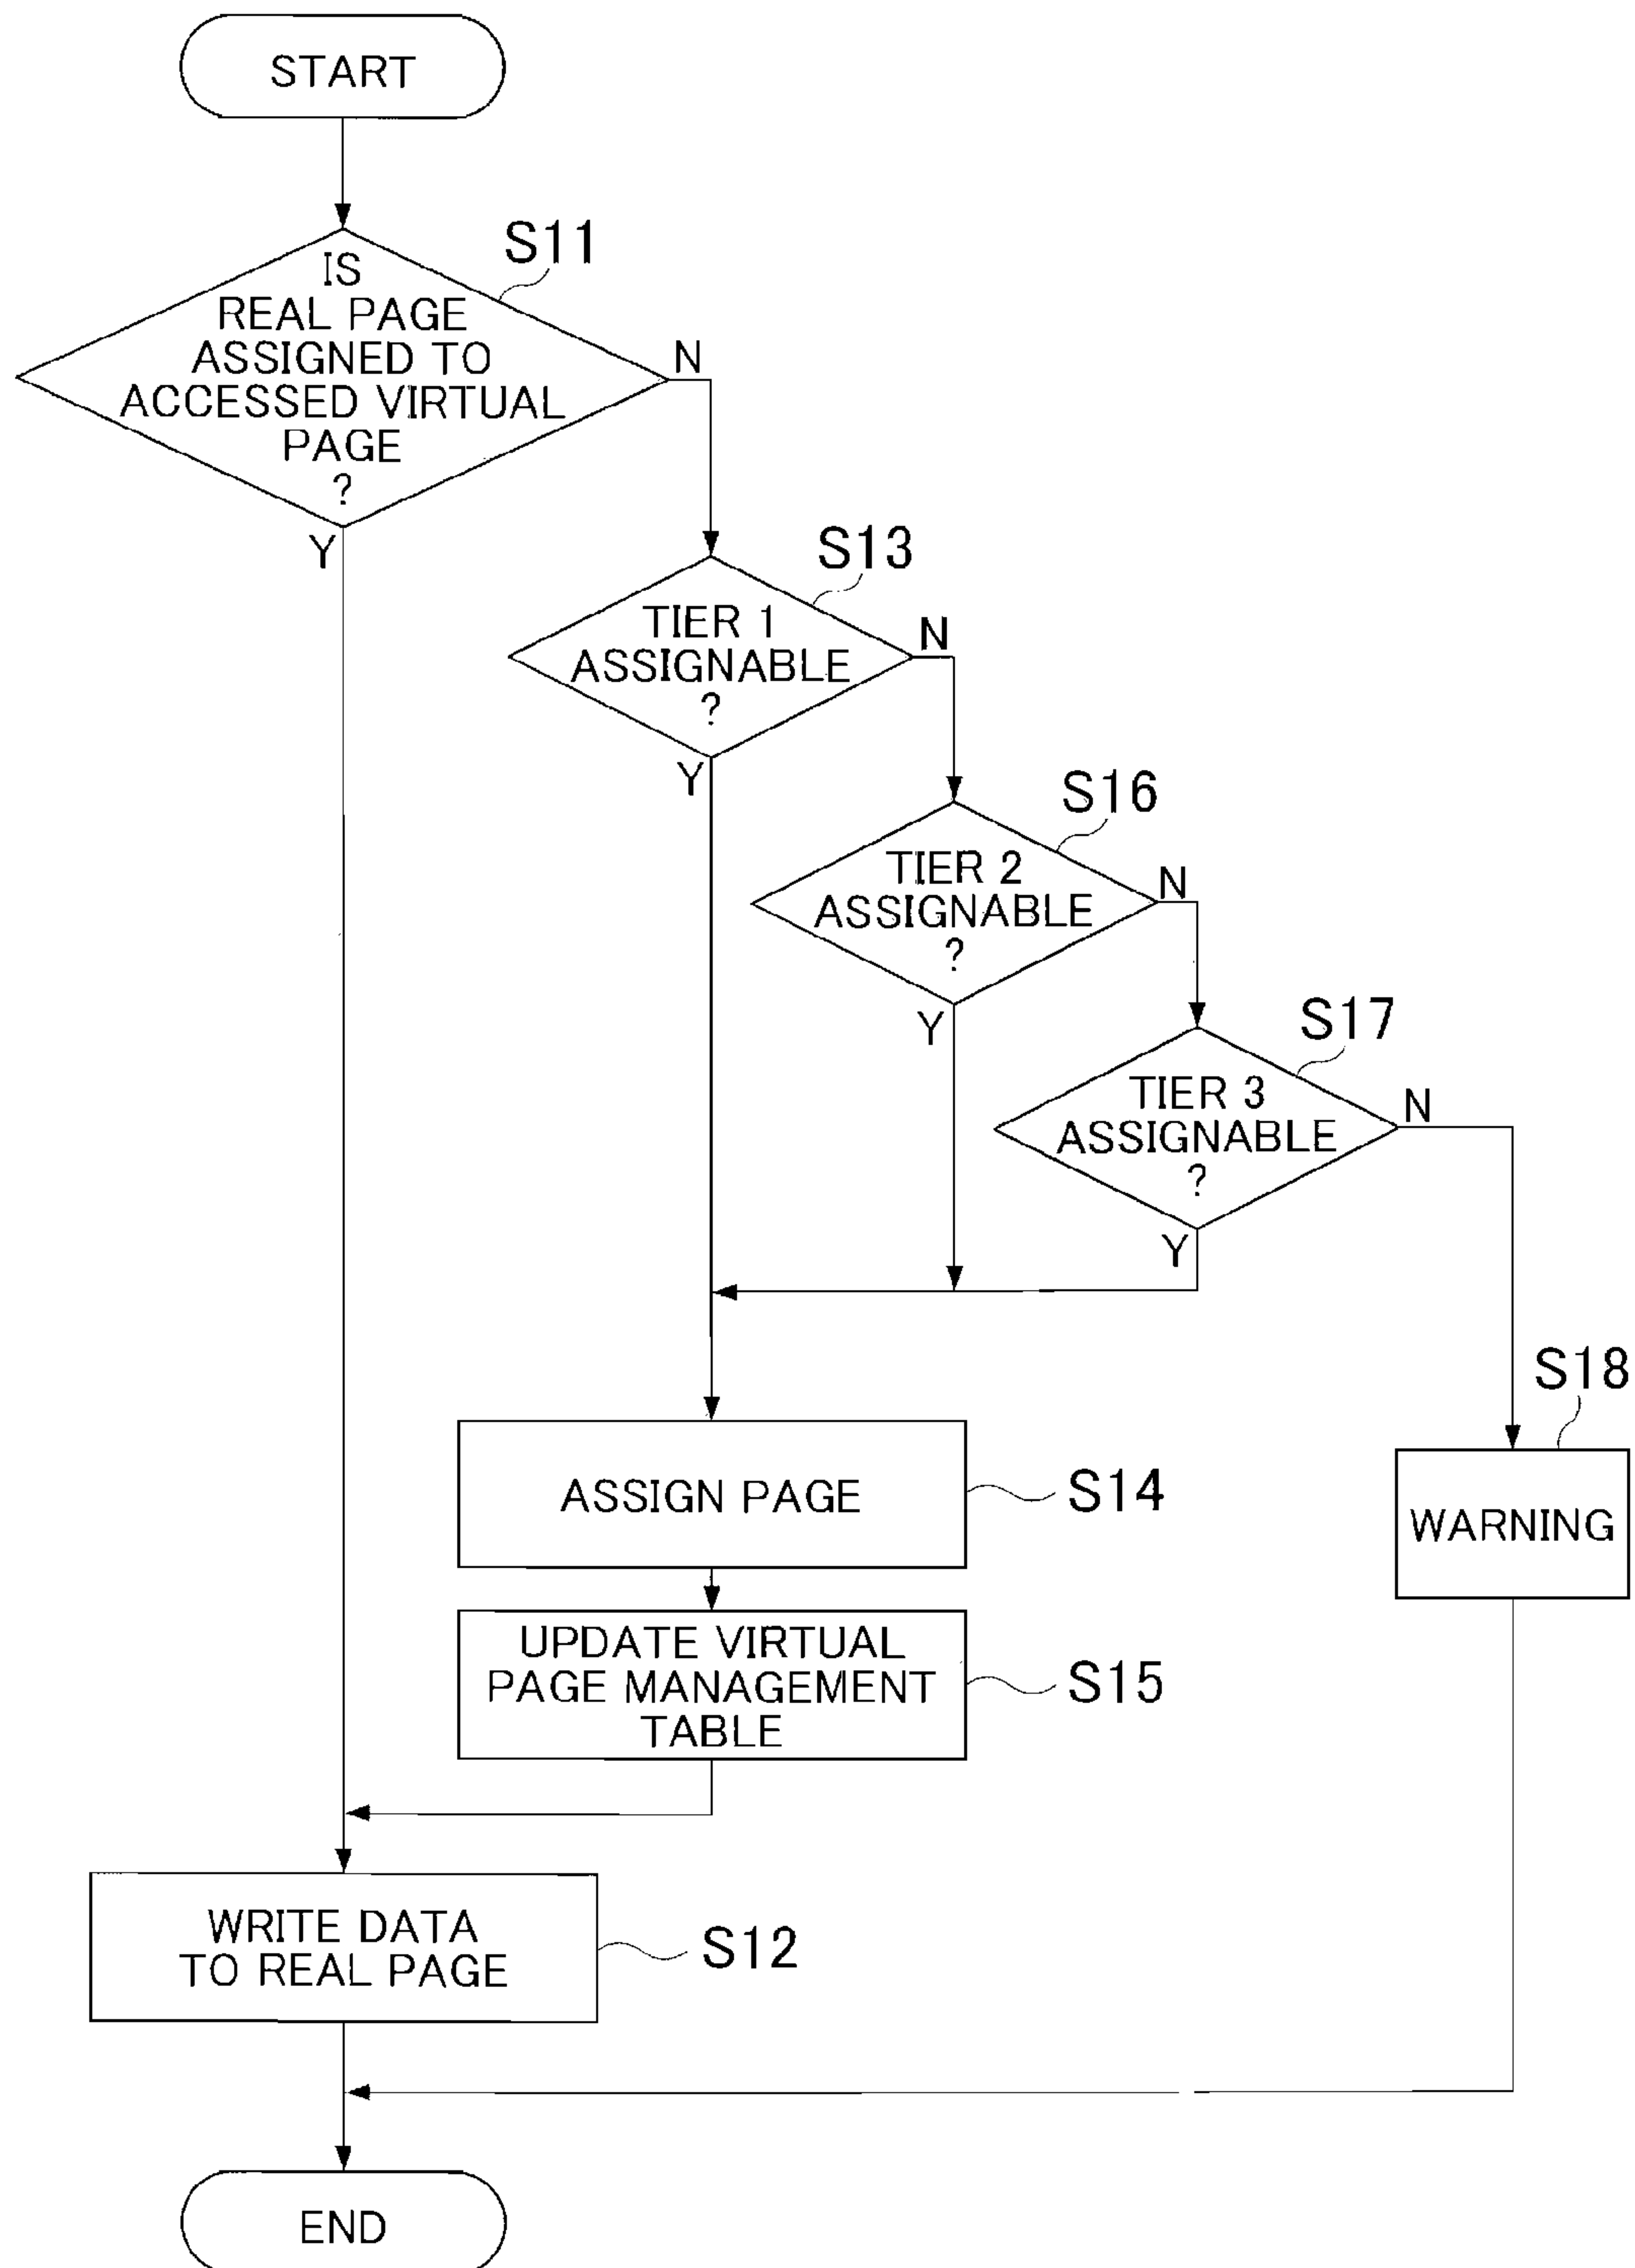 START
S11
IS
REAL PAGE
ASSIGNED TO
ACCESSED VIRTUAL
PAGE
?
N
Y
S13
TIER 1
ASSIGNABLE
?
N
Y
S16
TIER 2
ASSIGNABLE
?
N
Y
S17
TIER 3
ASSIGNABLE
?
N
Y
S18
WARNING
ASSIGN PAGE
S14
UPDATE VIRTUAL
PAGE MANAGEMENT
TABLE
S15
WRITE DATA
TO REAL PAGE
S12
END